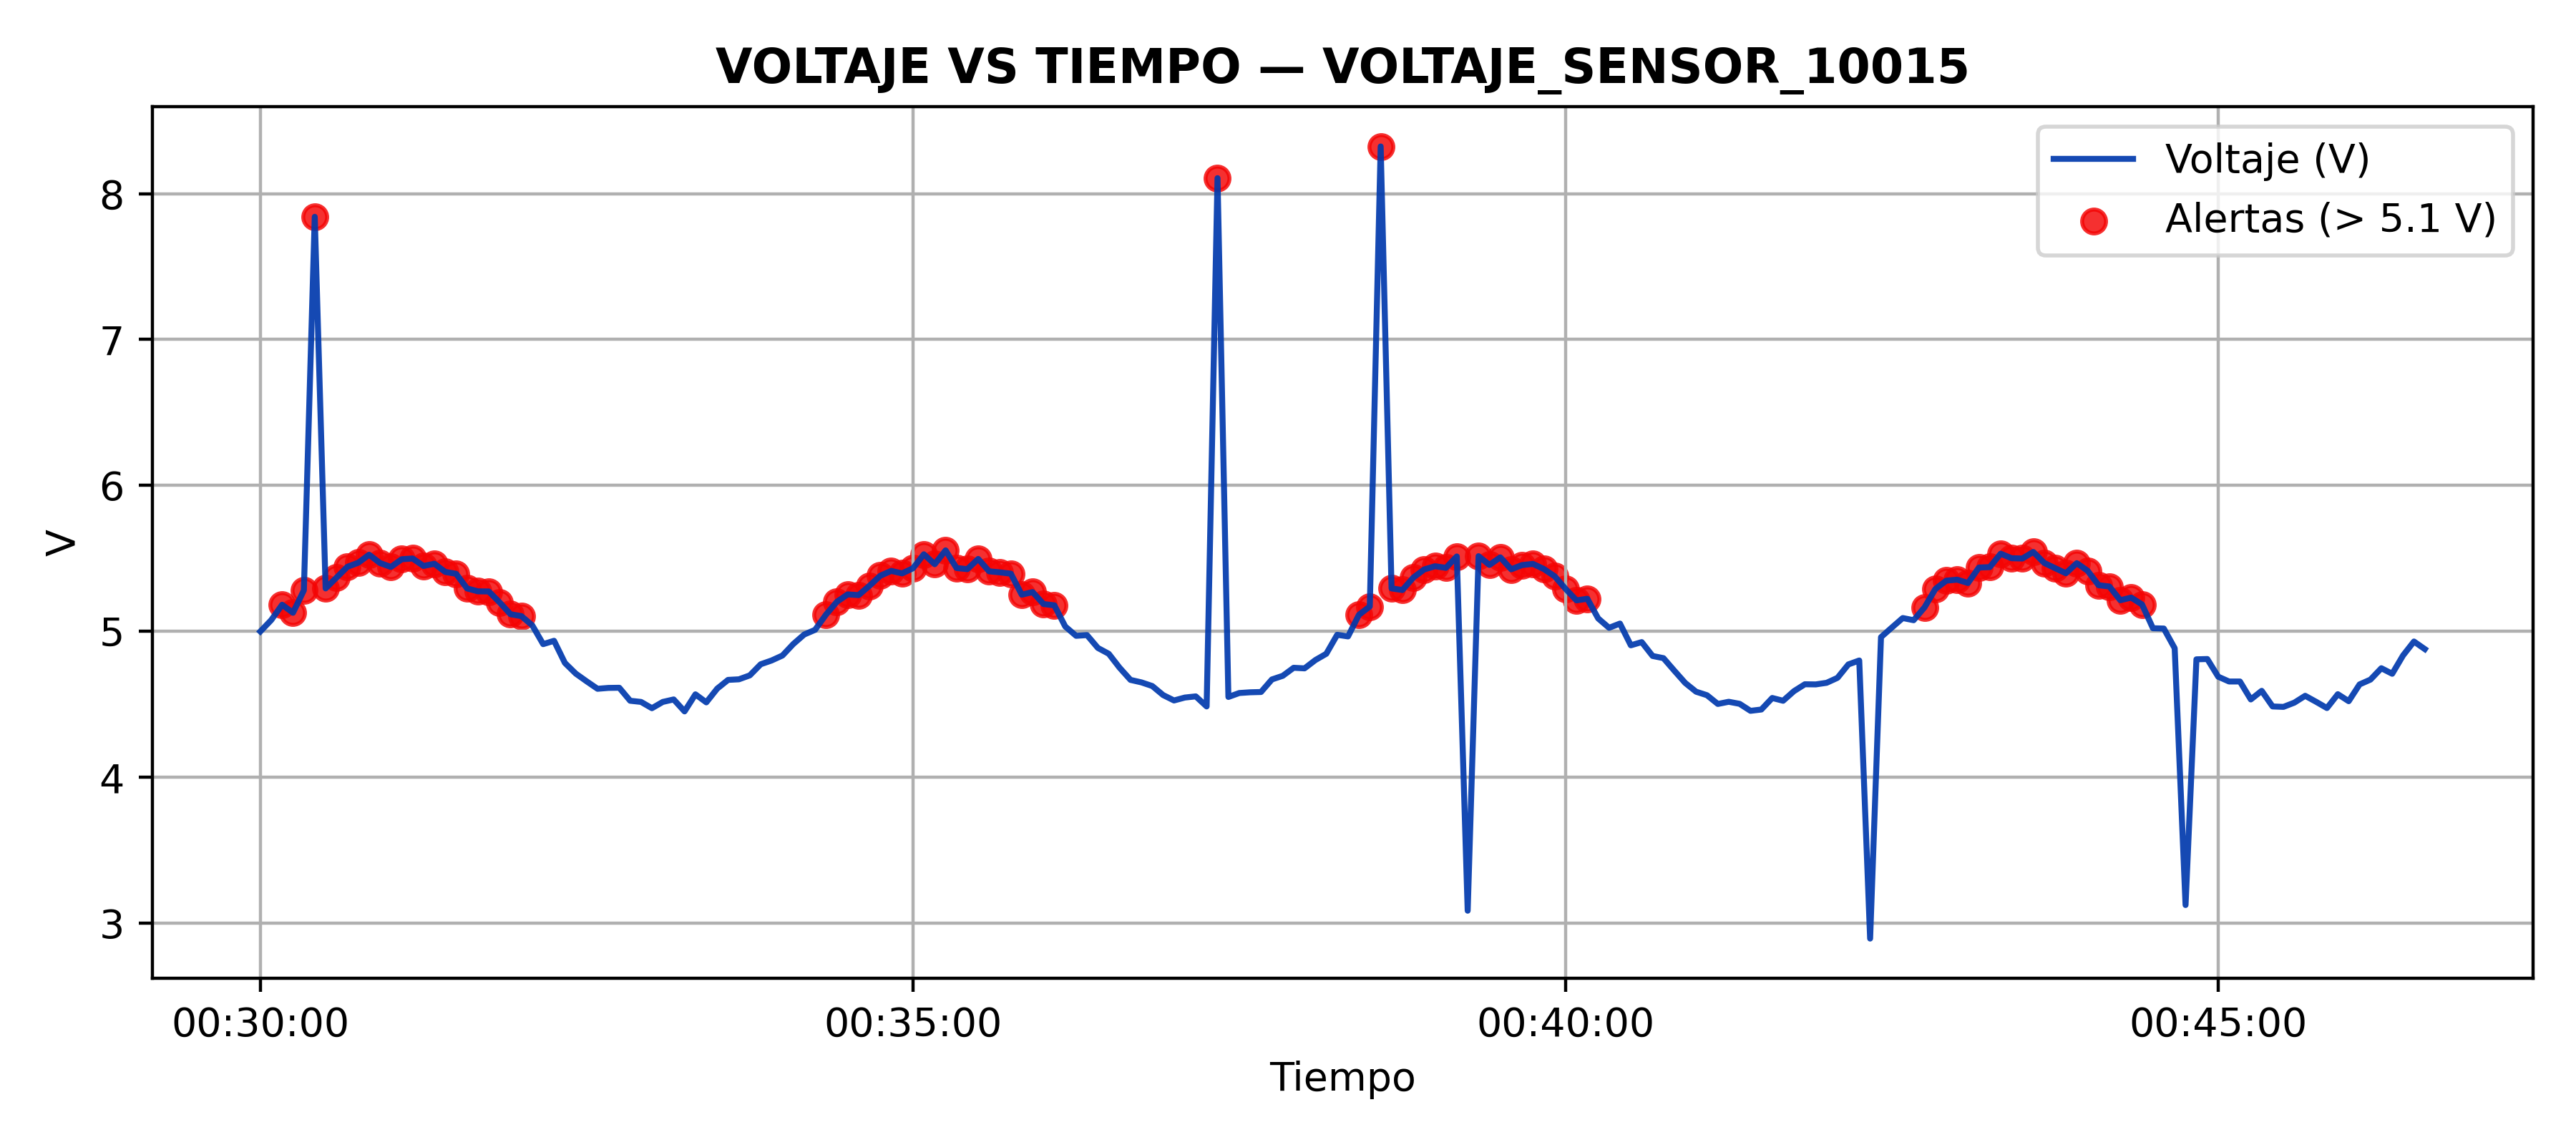 VOLTAJE VS TIEMPO — VOLTAJE_SENSOR_10015
Voltaje (V)
Alertas (> 5.1 V)
8
7
6
5
4
3
V
00:30:00
00:35:00
00:40:00
00:45:00
Tiempo